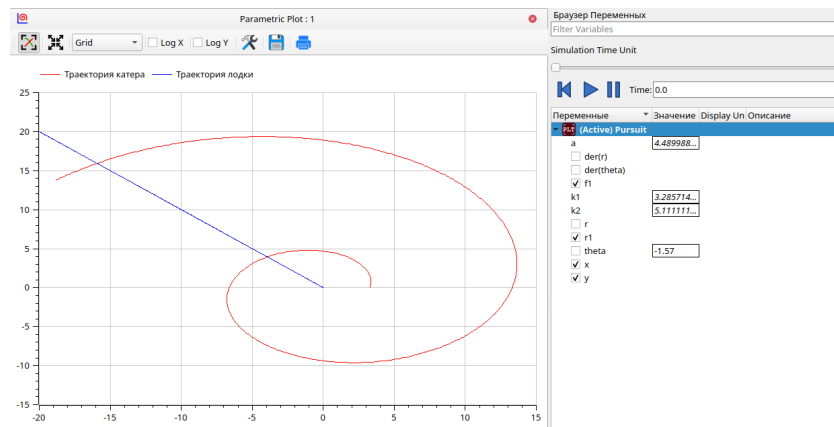 Parametric Plot : 1
Grid Log X Log Y
Траектория катера Траектория лодки
25
20
15
10
5
0
-5
-10
-15
-20 -15 -10 -5 0 5 10 15
Браузер Переменных
Filter Variables
Simulation Time Unit
Time: 0.0
Переменные Значение Display Un Описание
PLT (Active) Pursuit
a 4.489988...
der(r)
der(theta)
f1
k1 3.285714...
k2 5.111111...
r
r1
theta -1.57
x
y